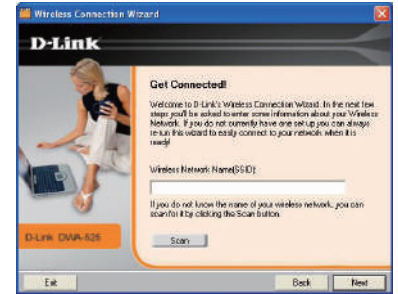 Wireless Connection Wizard
D-Link
Get Connected!
Welcome to D-Link's Wireless Connection Wizard. In the next few
steps you'll be asked to enter some information about your Wireless
Network. If you do not currently have one set up you can always
re-run this wizard to easily connect to your network when it is
ready!
Wireless Network Name(SSID):
If you do not know the name of your wireless network, you can
scan for it by clicking the Scan button.
D-Link DWA-525
Scan
Exit
Back
Next